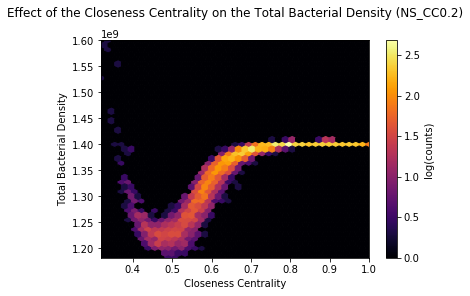 Effect of the Closeness Centrality on the Total Bacterial Density (NS_CC0.2)
1e9
1.60
1.55
1.50
1.45
1.40
1.35
1.30
1.25
1.20
Total Bacterial Density
0.4 0.5 0.6 0.7 0.8 0.9 1.0
Closeness Centrality
2.5
2.0
1.5
1.0
0.5
0.0
log(counts)